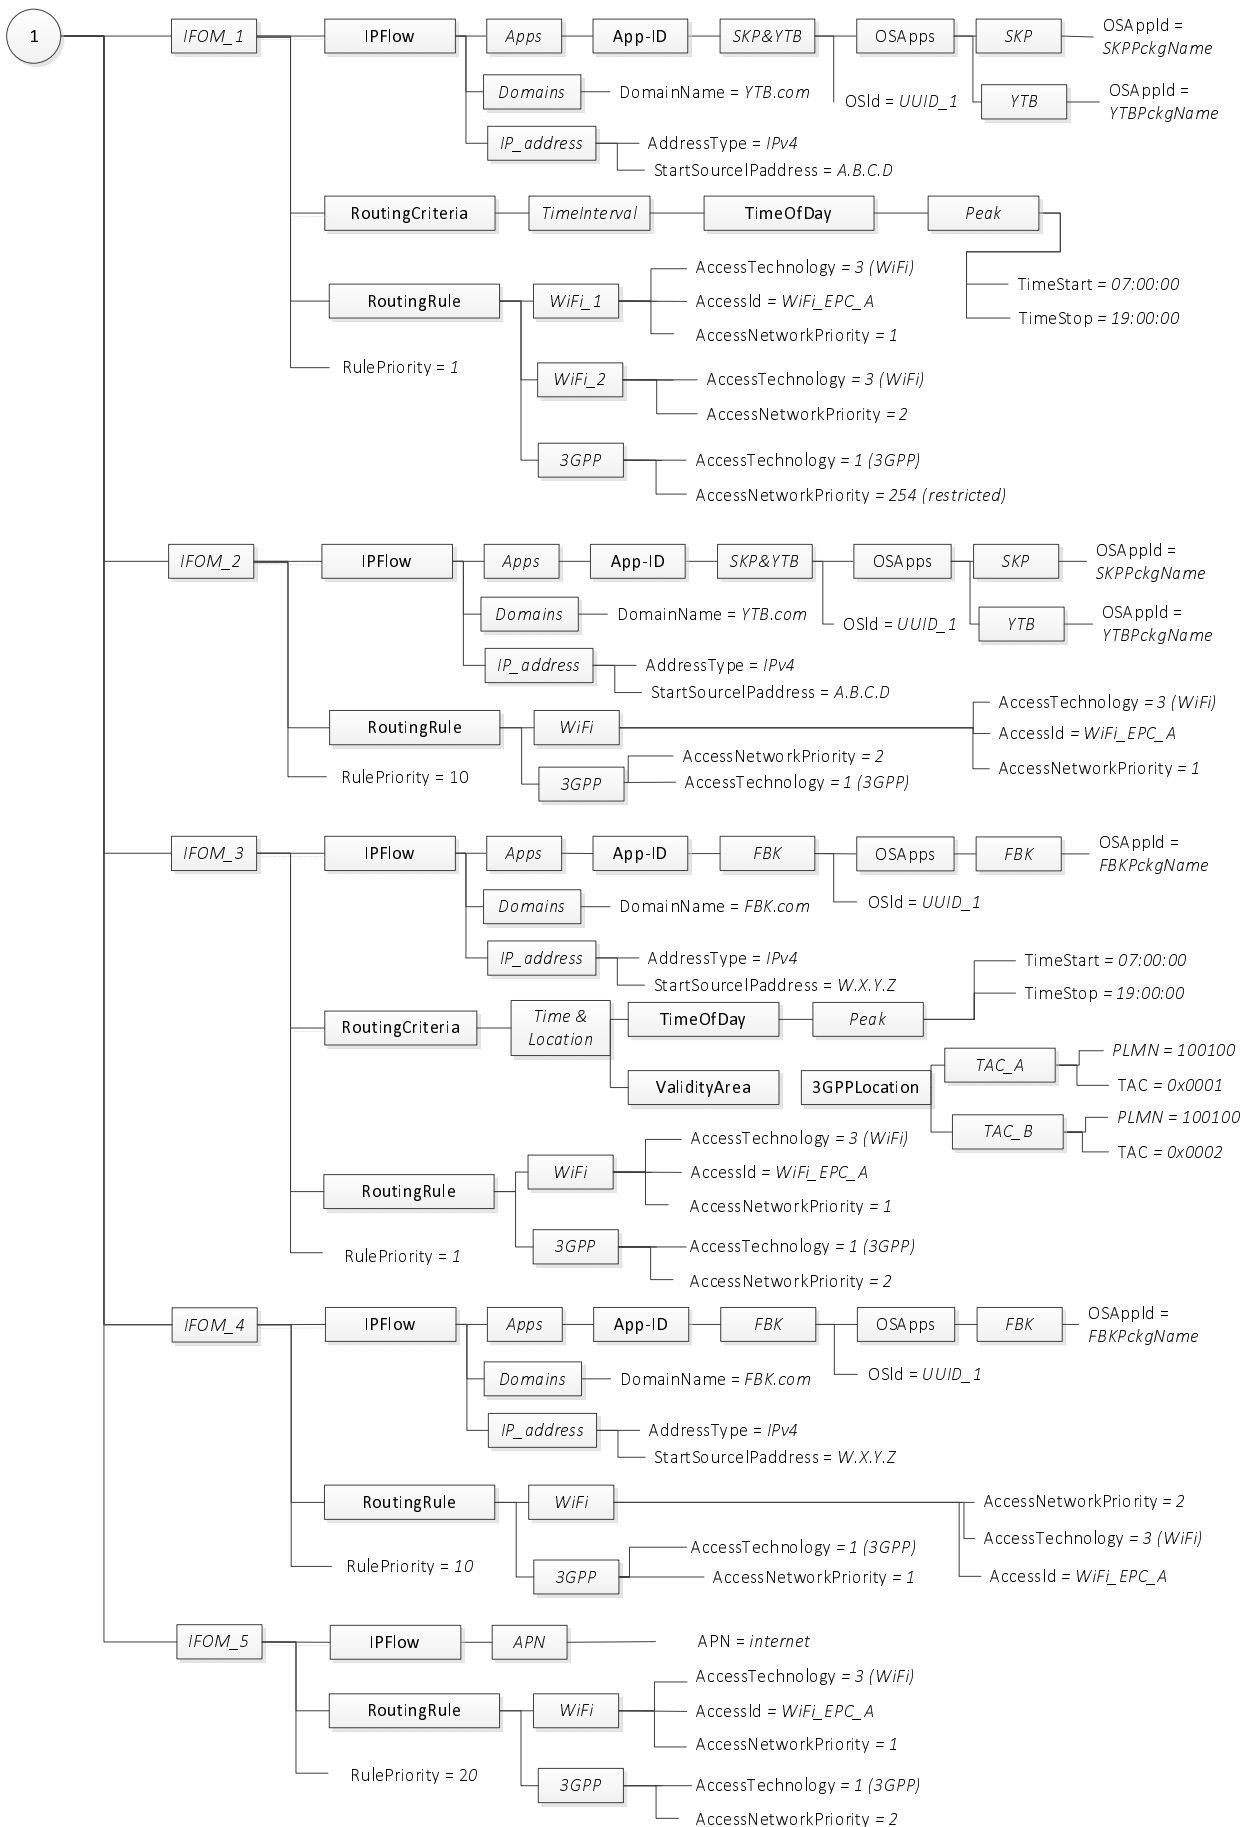 1
IFOM_1
IPFlow
Apps
App-ID
SKP&YTB
OSApps
SKP
OSAppId =
SKPPckgName
Domains
DomainName = YTB.com
OSId = UUID_1
YTB
OSAppId =
YTBPckgName
IP_address
AddressType = IPv4
StartSourceIPaddress = A.B.C.D
RoutingCriteria
TimeInterval
TimeOfDay
Peak
TimeStart = 07:00:00
TimeStop = 19:00:00
RoutingRule
WiFi_1
AccessTechnology = 3 (WiFi)
AccessId = WiFi_EPC_A
AccessNetworkPriority = 1
RulePriority = 1
WiFi_2
AccessTechnology = 3 (WiFi)
AccessNetworkPriority = 2
3GPP
AccessTechnology = 1 (3GPP)
AccessNetworkPriority = 254 (restricted)
IFOM_2
IPFlow
Apps
App-ID
SKP&YTB
OSApps
SKP
OSAppId =
SKPPckgName
Domains
DomainName = YTB.com
OSId = UUID_1
YTB
OSAppId =
YTBPckgName
IP_address
AddressType = IPv4
StartSourceIPaddress = A.B.C.D
RoutingRule
WiFi
AccessTechnology = 3 (WiFi)
AccessId = WiFi_EPC_A
AccessNetworkPriority = 1
RulePriority = 10
3GPP
AccessNetworkPriority = 2
AccessTechnology = 1 (3GPP)
IFOM_3
IPFlow
Apps
App-ID
FBK
OSApps
FBK
OSAppId =
FBKPckgName
Domains
DomainName = FBK.com
OSId = UUID_1
IP_address
AddressType = IPv4
StartSourceIPaddress = W.X.Y.Z
RoutingCriteria
Time &
Location
TimeOfDay
Peak
TimeStart = 07:00:00
TimeStop = 19:00:00
ValidityArea
3GPPLocation
TAC_A
PLMN = 100100
TAC = 0x0001
TAC_B
PLMN = 100100
TAC = 0x0002
RoutingRule
WiFi
AccessTechnology = 3 (WiFi)
AccessId = WiFi_EPC_A
AccessNetworkPriority = 1
RulePriority = 1
3GPP
AccessTechnology = 1 (3GPP)
AccessNetworkPriority = 2
IFOM_4
IPFlow
Apps
App-ID
FBK
OSApps
FBK
OSAppId =
FBKPckgName
Domains
DomainName = FBK.com
OSId = UUID_1
IP_address
AddressType = IPv4
StartSourceIPaddress = W.X.Y.Z
RoutingRule
WiFi
AccessNetworkPriority = 2
AccessTechnology = 3 (WiFi)
AccessId = WiFi_EPC_A
RulePriority = 10
3GPP
AccessTechnology = 1 (3GPP)
AccessNetworkPriority = 1
IFOM_5
IPFlow
APN
APN = internet
RoutingRule
WiFi
AccessTechnology = 3 (WiFi)
AccessId = WiFi_EPC_A
AccessNetworkPriority = 1
RulePriority = 20
3GPP
AccessTechnology = 1 (3GPP)
AccessNetworkPriority = 2